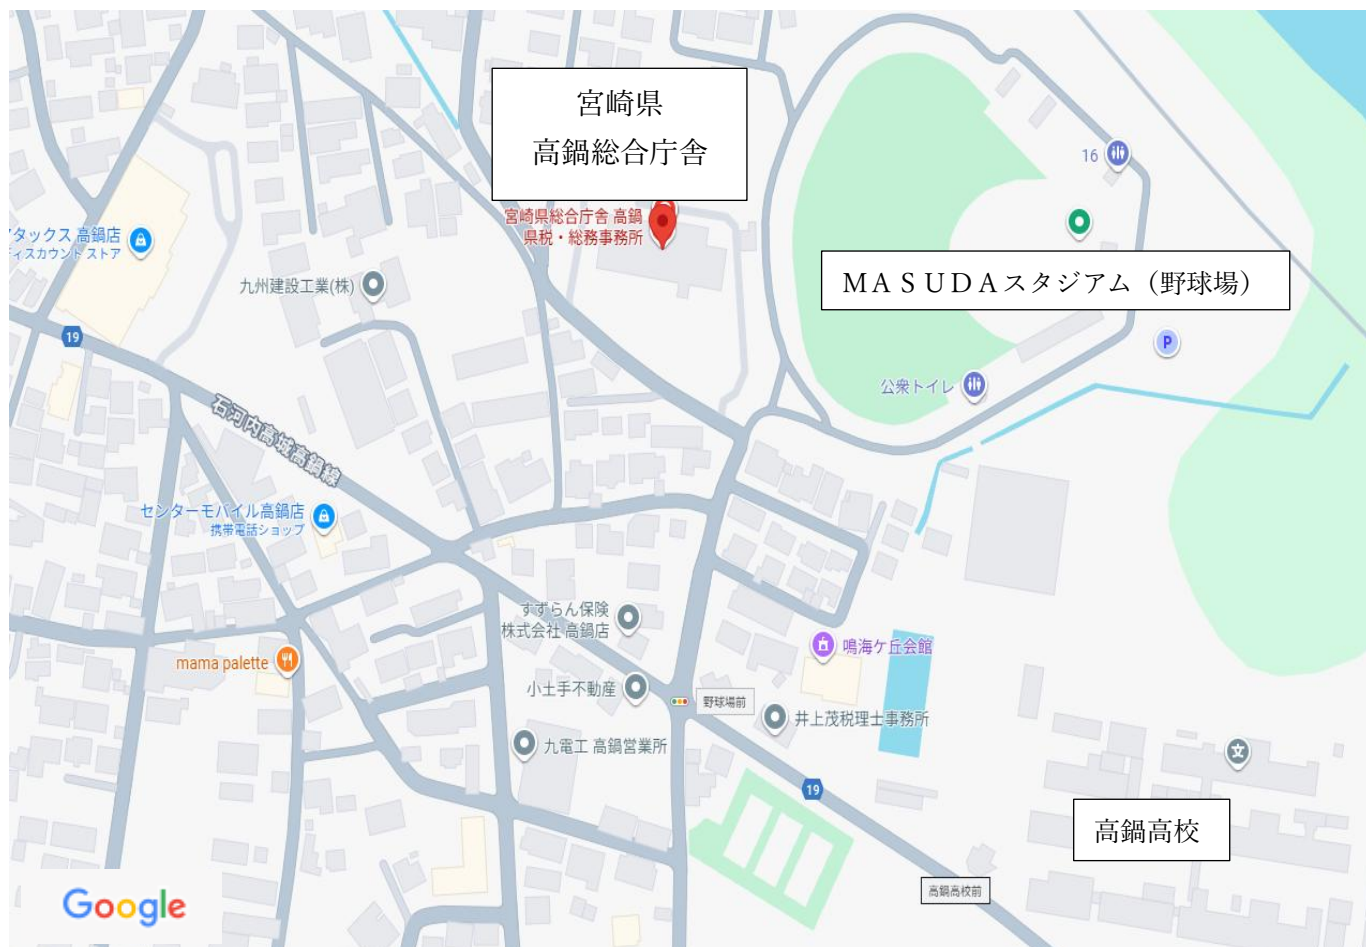 宮崎県
高鍋総合庁舎
16
宮崎県総合庁舎 高鍋
県税・総務事務所
タックス 高鍋店
ディスカウント ストア
九州建設工業(株)
MASUDAスタジアム（野球場）
19
P
公衆トイレ
石河内高城高鍋線
センターモバイル高鍋店
携帯電話ショップ
すずらん保険
株式会社 高鍋店
鳴海ケ丘会館
mama palette
小土手不動産
野球場前
井上茂税理士事務所
九電工 高鍋営業所
文
19
高鍋高校
高鍋高校前
Google